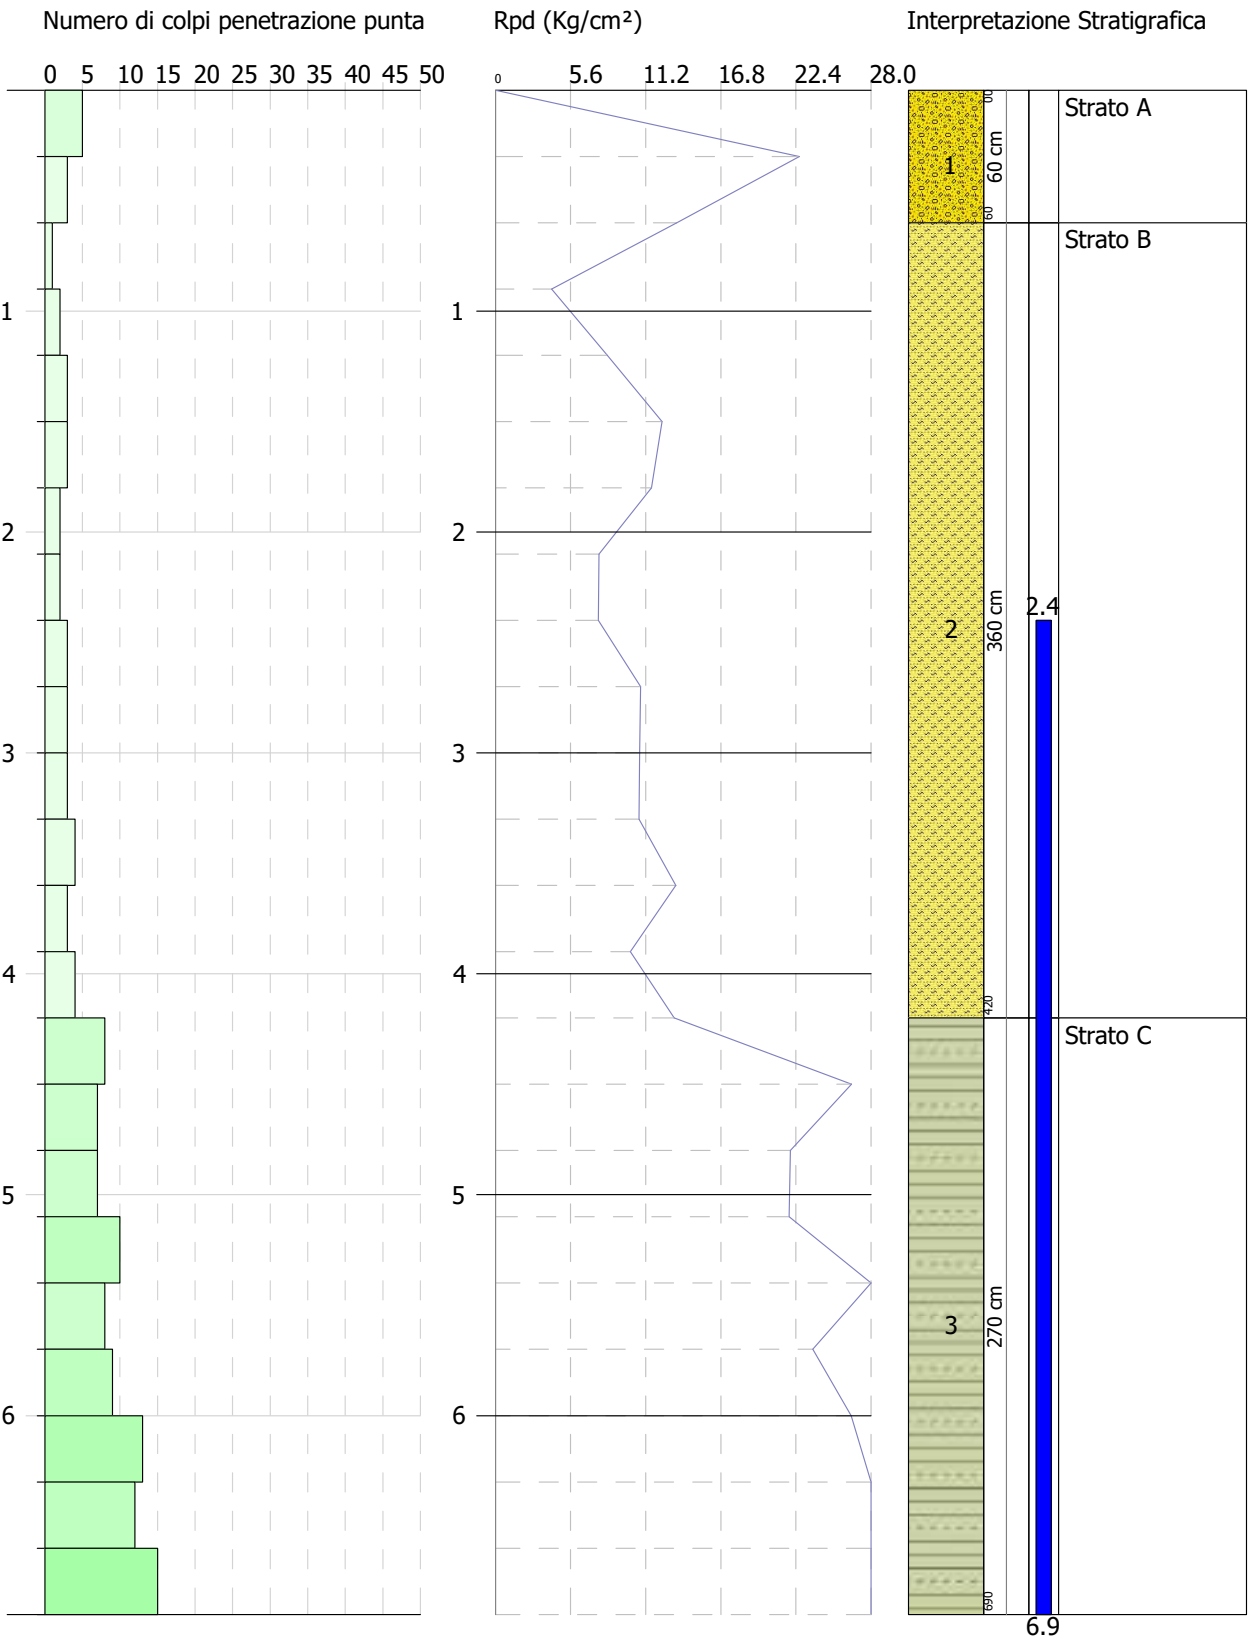 Numero di colpi penetrazione punta
Rpd (Kg/cm²)
Interpretazione Stratigrafica
0 5 10 15 20 25 30 35 40 45 50
0 5.6 11.2 16.8 22.4 28.0
1
2
3
4
5
6
1
2
3
4
5
6
00
1
60 cm
60
Strato A
2
360 cm
420
Strato B
2.4
3
270 cm
690
Strato C
6.9